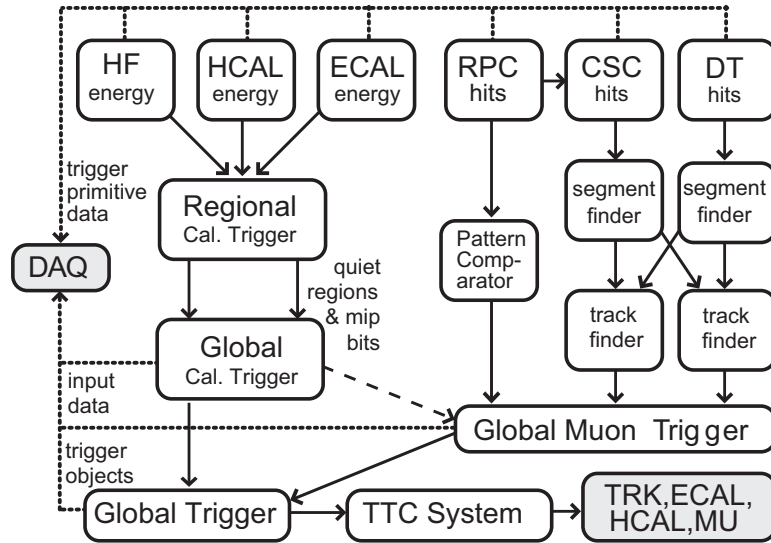 HF
energy
HCAL
energy
ECAL
energy
RPC
hits
CSC
hits
DT
hits
trigger
primitive
data
Regional
Cal. Trigger
Pattern
Comp-
arator
segment
finder
segment
finder
DAQ
quiet
regions
& mip
bits
Global
Cal. Trigger
track
finder
track
finder
input
data
Global Muon Trigger
trigger
objects
Global Trigger
TTC System
TRK,ECAL,
HCAL,MU